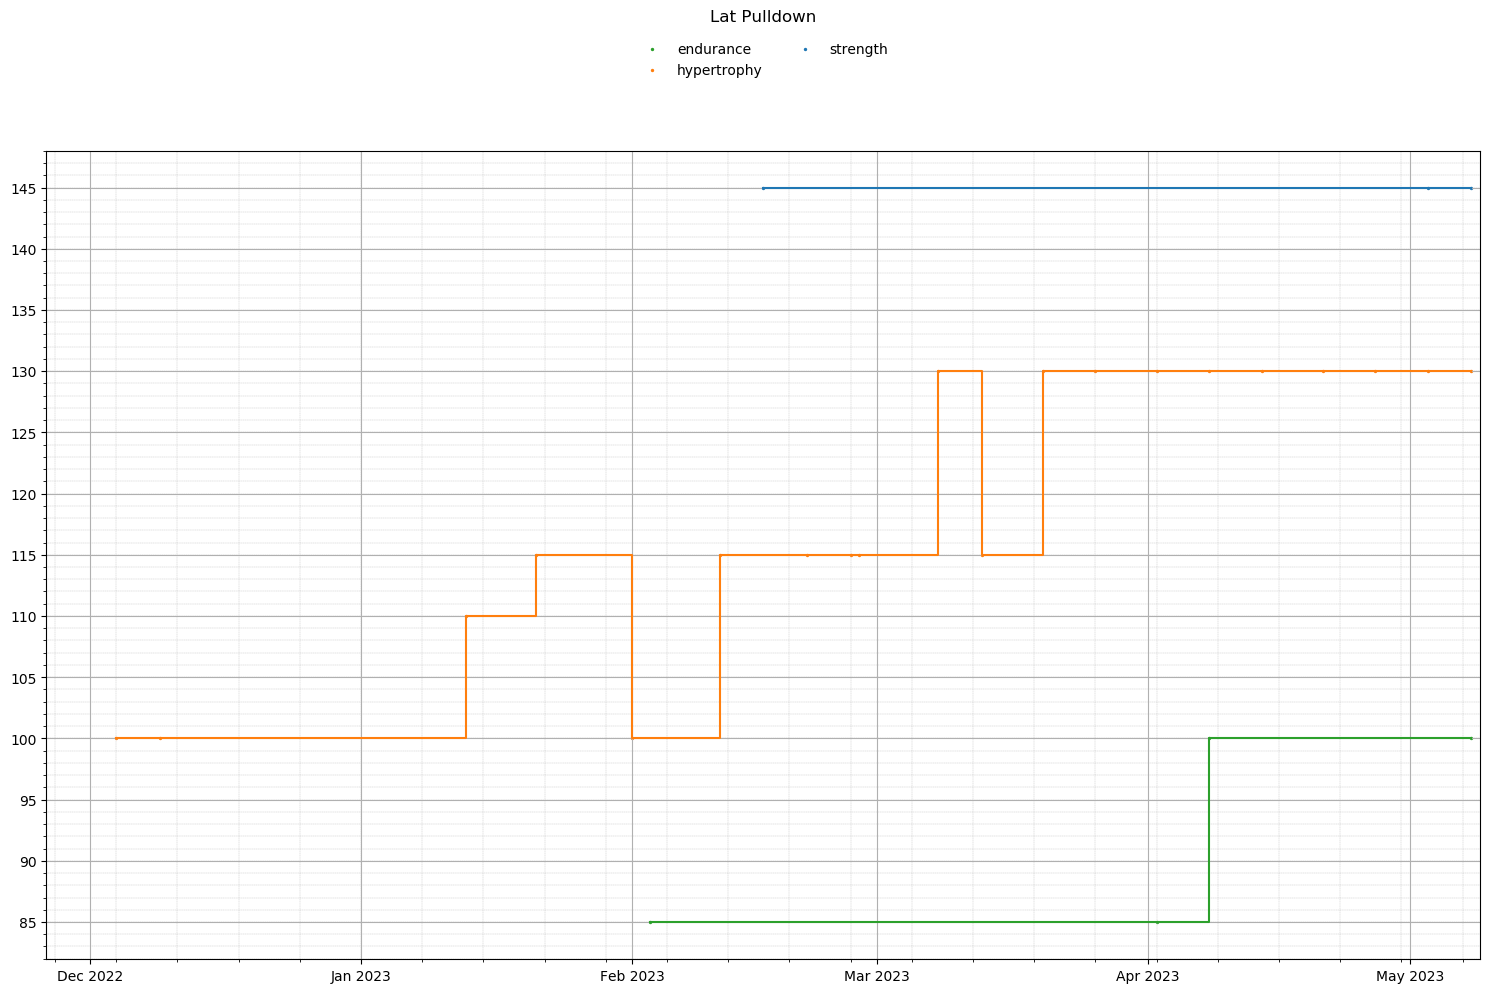 Lat Pulldown
endurance
strength
hypertrophy
145
140
135
130
125
120
115
110
105
100
95
90
85
Dec 2022
Jan 2023
Feb 2023
Mar 2023
Apr 2023
May 2023